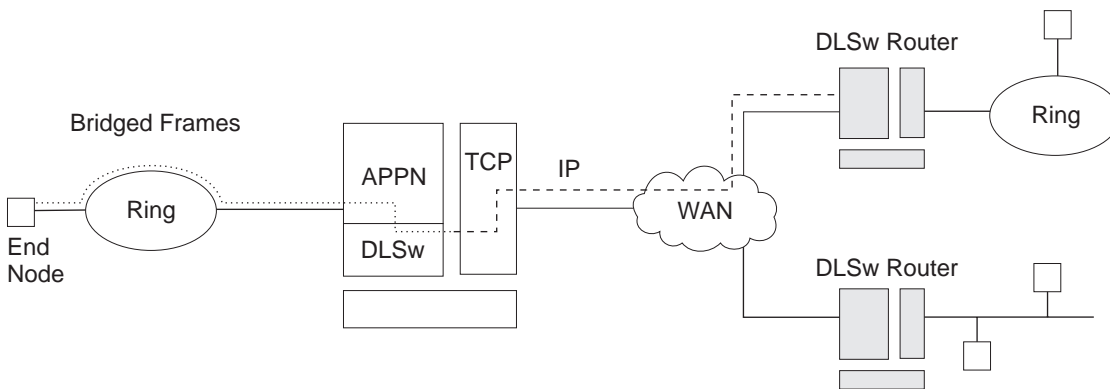 DLSw Router
Bridged Frames
Ring
End
Node
Ring
APPN
DLSw
TCP
IP
WAN
DLSw Router